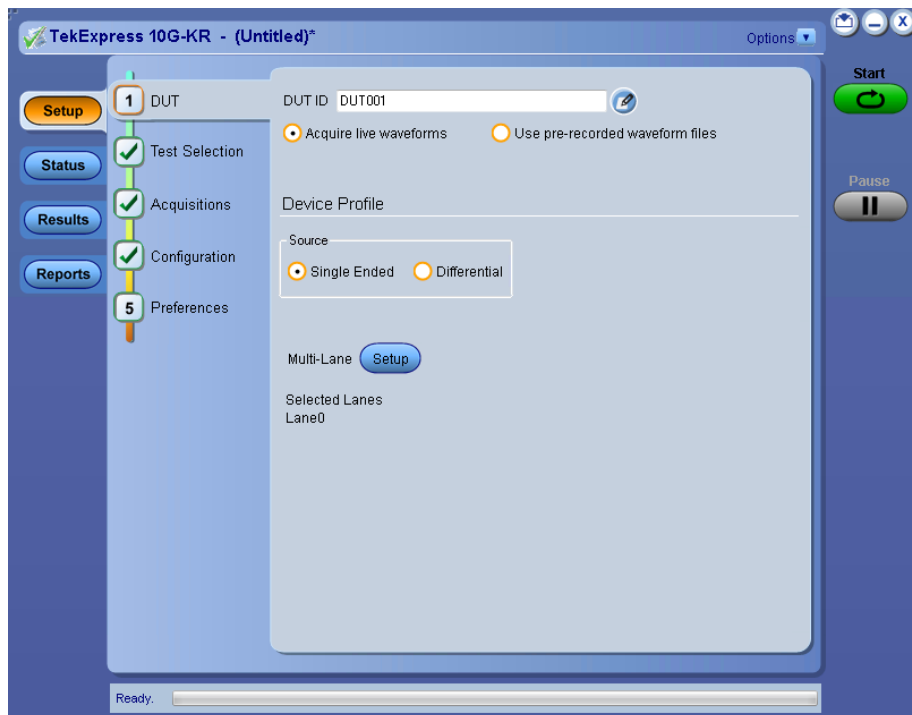 TekExpress 10G-KR - (Untitled)*
Options
Start
Pause
Setup
Status
Results
Reports
1 DUT
Test Selection
Acquisitions
Configuration
5 Preferences
DUT ID DUT001
Acquire live waveforms Use pre-recorded waveform files
Device Profile
Source
Single Ended Differential
Multi-Lane Setup
Selected Lanes
Lane0
Ready.